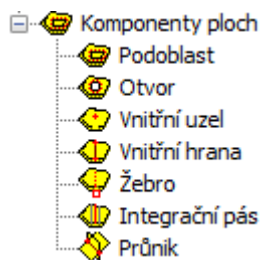 Komponenty ploch
Podoblast
Otvor
Vnitřní uzel
Vnitřní hrana
Žebro
Integrační pás
Průnik